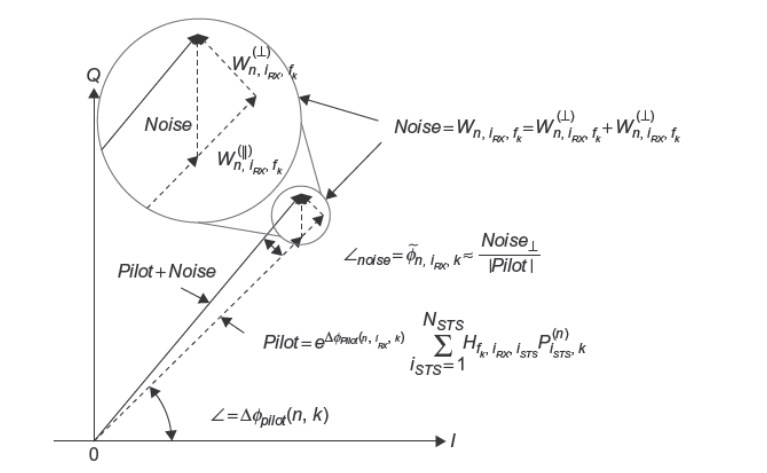 Q
W_{n, i_{RX}, f_k}^{(⊥)}
Noise
W_{n, i_{RX}, f_k}^{(||)}
Noise=W_{n, i_{RX}, f_k}=W_{n, i_{RX}, f_k}^{(⊥)}+W_{n, i_{RX}, f_k}^{(⊥)}
∠_{noise}=\tilde{ϕ}_{n, i_{RX}, k}≈\frac{Noise_⊥}{|Pilot|}
Pilot+Noise
Pilot=e^{Δϕ_{Pilot}(n, i_{RX}, k)} \sum_{i_{STS}=1}^{N_{STS}} H_{f_k, i_{RX}, i_{STS}}P_{i_{STS}, k}^{(n)}
∠=Δϕ_{pilot}(n, k)
I
0